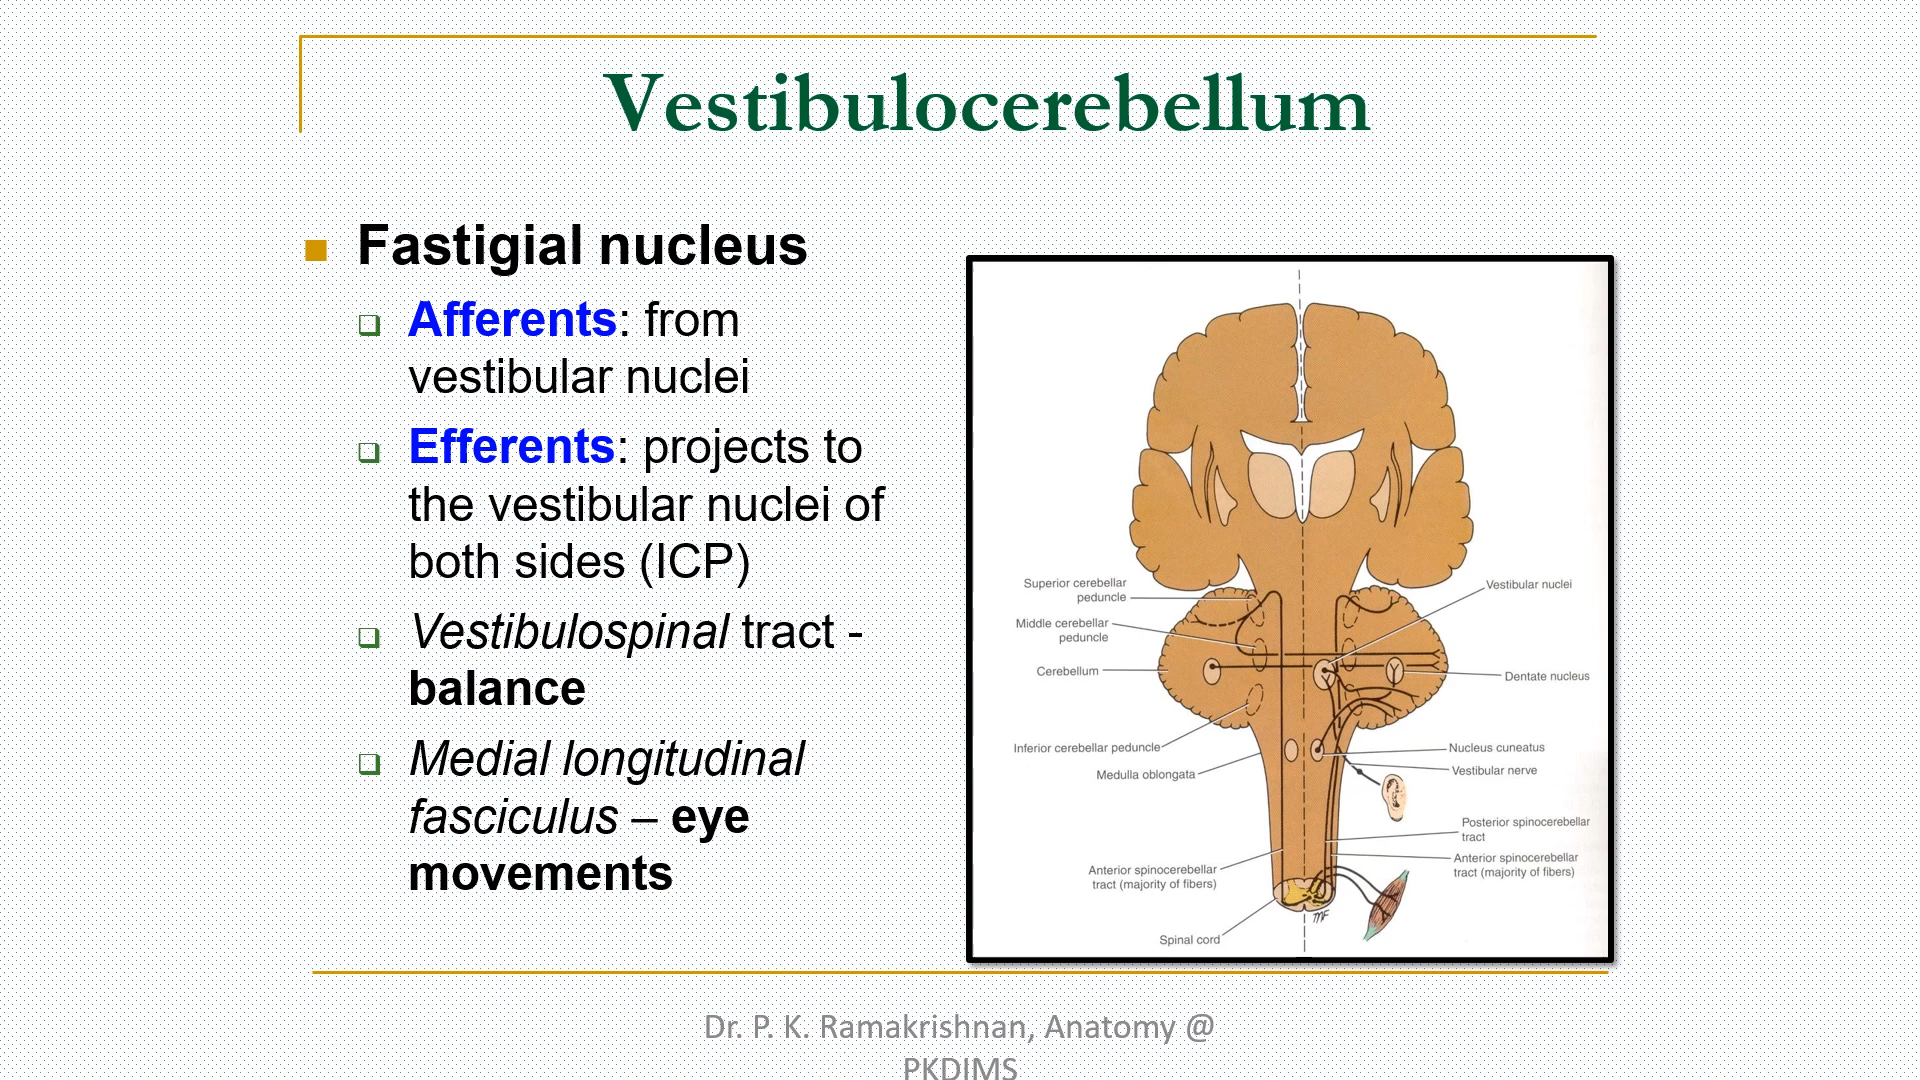 Vestibulocerebellum
Fastigial nucleus
Afferents: from
vestibular nuclei
Efferents: projects to
the vestibular nuclei of
both sides (ICP)
Vestibulospinal tract -
balance
Medial longitudinal
fasciculus – eye
movements
Superior cerebellar
peduncle
Middle cerebellar
peduncle
Cerebellum
Inferior cerebellar peduncle
Medulla oblongata
Anterior spinocerebellar
tract (majority of fibers)
Spinal cord
Vestibular nuclei
Dentate nucleus
Nucleus cuneatus
Vestibular nerve
Posterior spinocerebellar
tract
Anterior spinocerebellar
tract (majority of fibers)
MF
Dr. P. K. Ramakrishnan, Anatomy @
PKDIMS